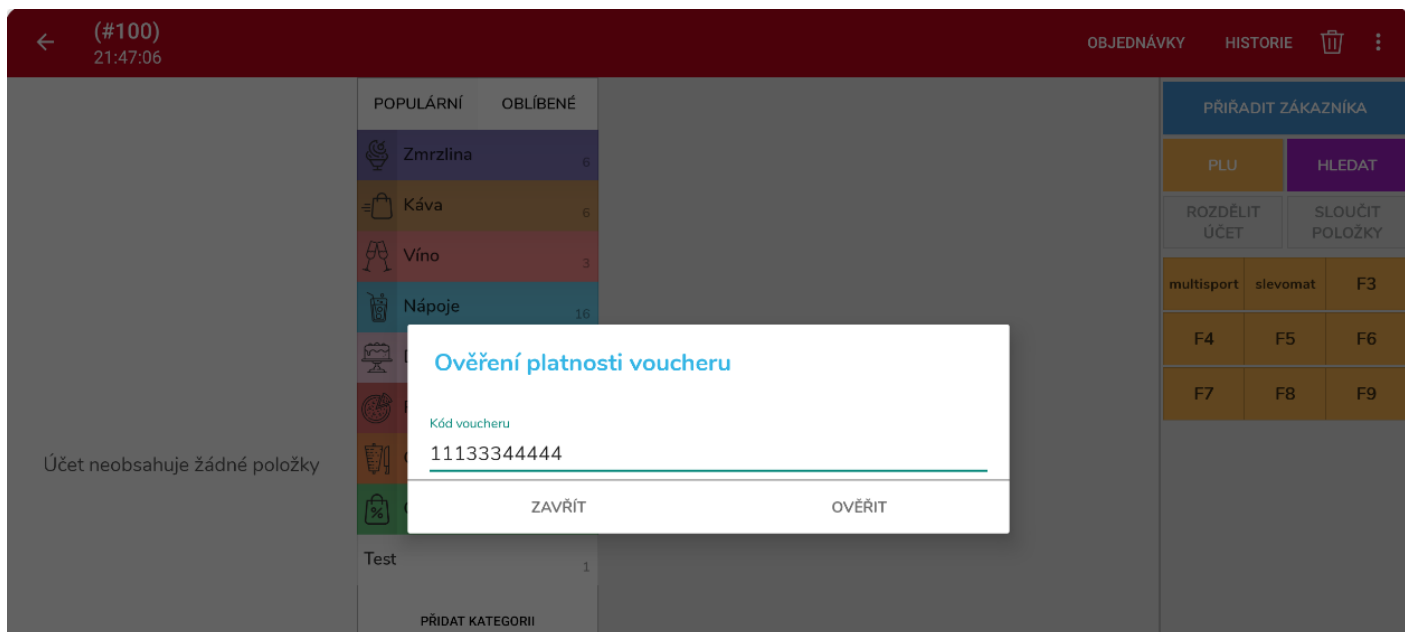 (#100)
21:47:06
OBJEDNÁVKY
HISTORIE
POPULÁRNÍ
OBLÍBENÉ
Zmrzlina
6
Káva
6
Víno
3
Nápoje
16
Test
1
PŘIDAT KATEGORII
Účet neobsahuje žádné položky
Ověření platnosti voucheru
Kód voucheru
11133344444
ZAVŘÍT
OVĚŘIT
PŘIŘADIT ZÁKAZNÍKA
PLU
HLEDAT
ROZDĚLIT
ÚČET
SLOUČIT
POLOŽKY
multisport
slevomat
F3
F4
F5
F6
F7
F8
F9